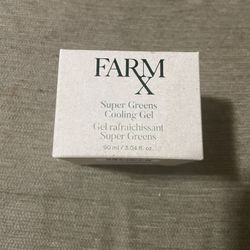 FARM
X
Super Greens
Cooling Gel
Gel rafraîchissant
Super Greens
90 ml / 3.04 fl. oz.